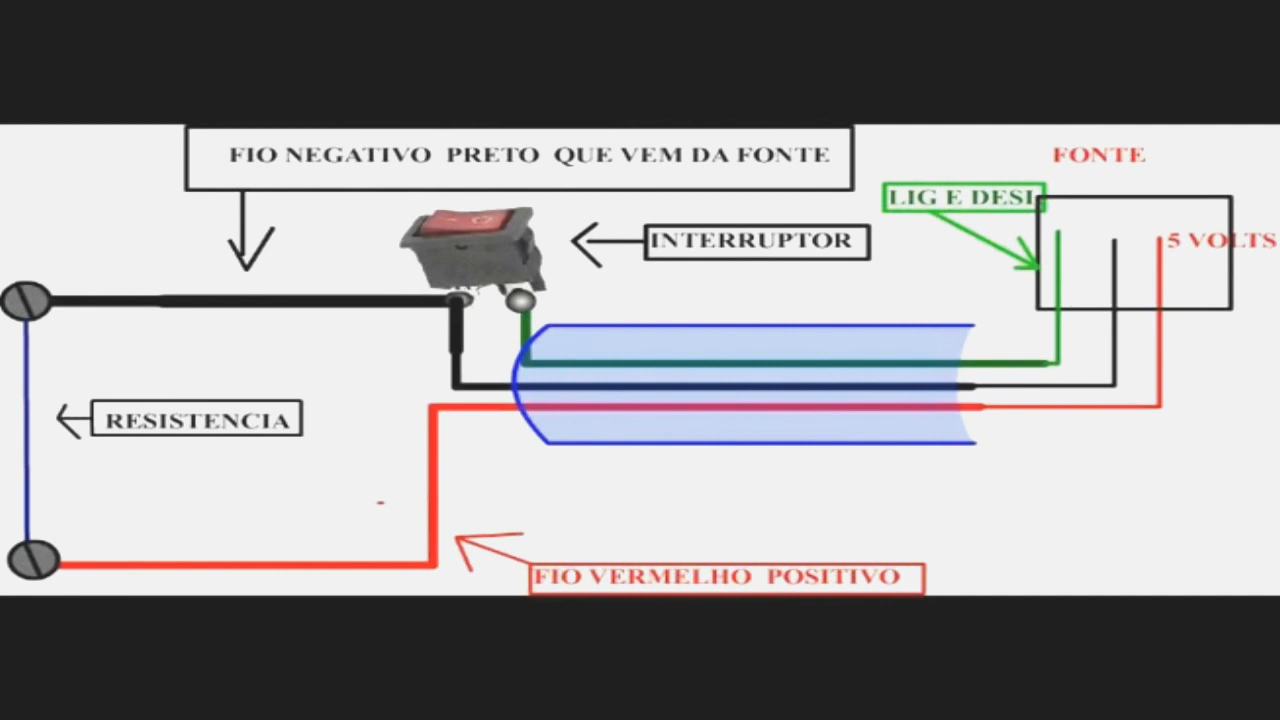 FIO NEGATIVO PRETO QUE VEM DA FONTE
FONTE
LIG E DESL
INTERRUPTOR
5 VOLTS
RESISTENCIA
FIO VERMELHO POSITIVO